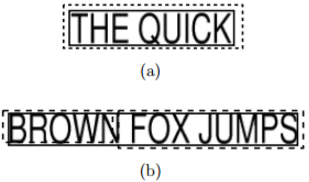 THE QUICK
(a)
BROWN FOX JUMPS
(b)